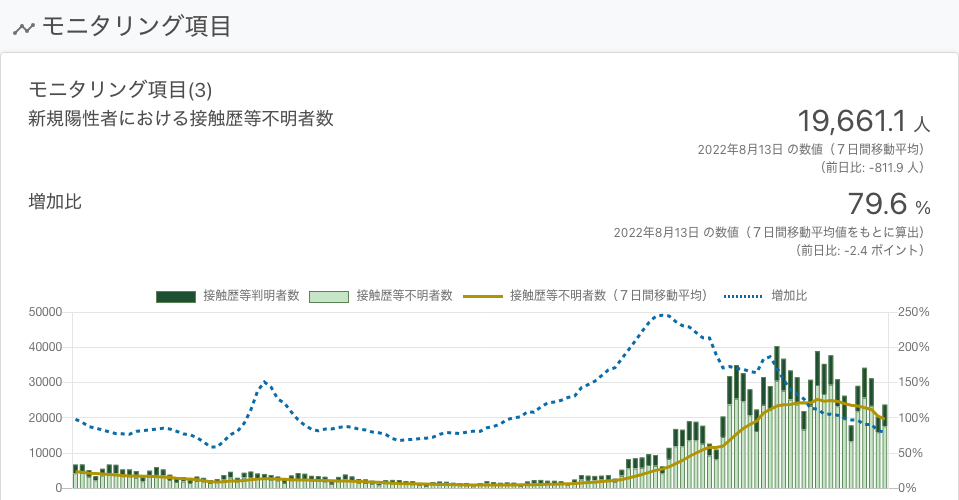 モニタリング項目
モニタリング項目(3)
新規陽性者における接触歴等不明者数
19,661.1 人
2022年8月13日 の数値（７日間移動平均）
（前日比: -811.9 人）
増加比
79.6 %
2022年8月13日 の数値（７日間移動平均値をもとに算出）
（前日比: -2.4 ポイント）
接触歴等判明者数 接触歴等不明者数 接触歴等不明者数（７日間移動平均） 増加比
50000 250%
40000 200%
30000 150%
20000 100%
10000 50%
0 0%